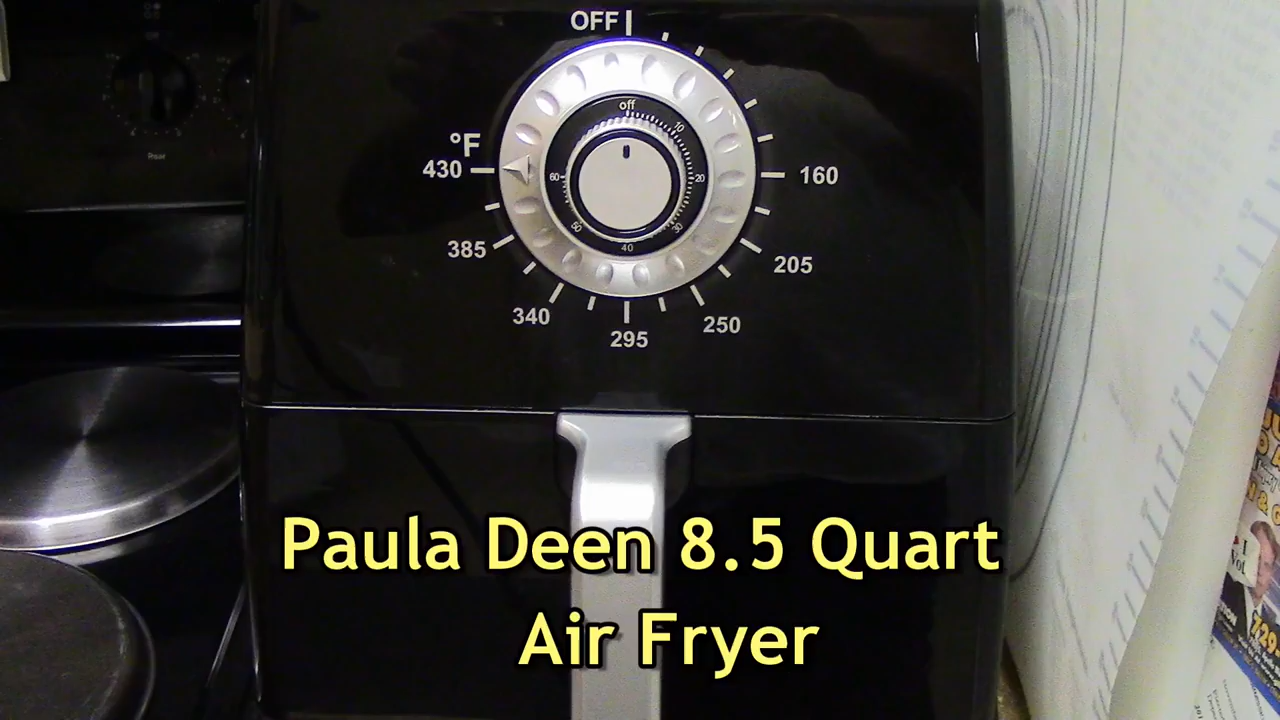 OFF
off
10
°F
430
60
20
160
50
30
385
40
205
340
250
295
Paula Deen 8.5 Quart
Air Fryer
I
729